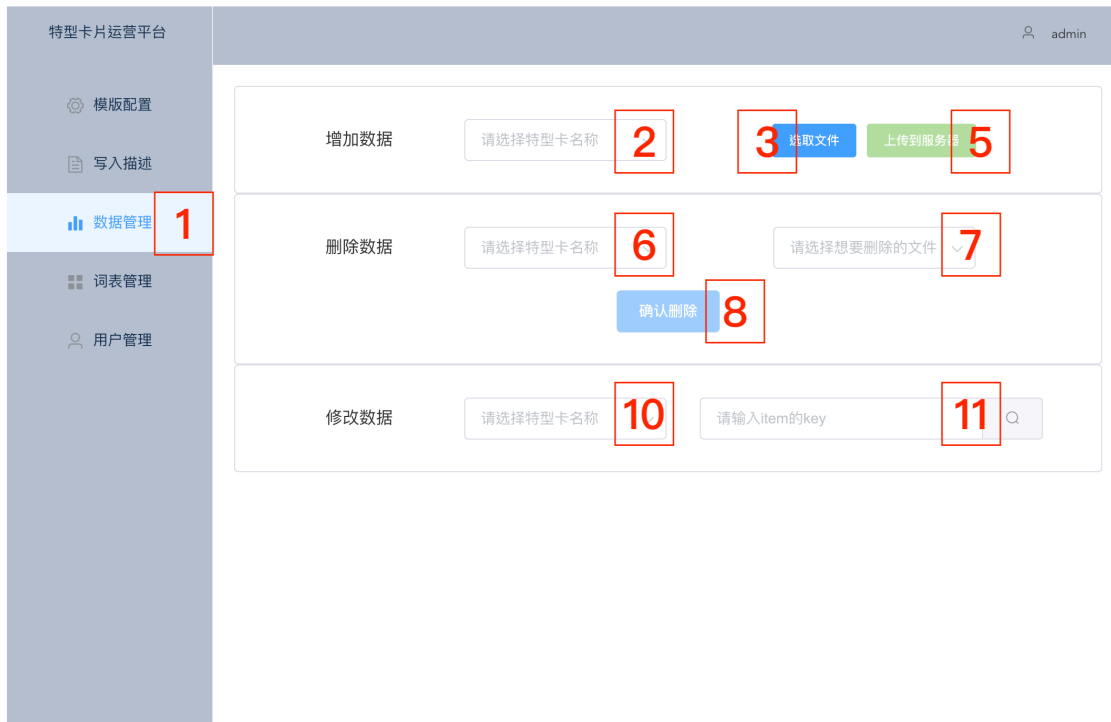 特型卡片运营平台
admin
模版配置
写入描述
数据管理 1
词表管理
用户管理
增加数据 请选择特型卡名称 2 3 选取文件 上传到服务器 5
删除数据 请选择特型卡名称 6 请选择想要删除的文件 7
确认删除 8
修改数据 请选择特型卡名称 10 请输入item的key 11